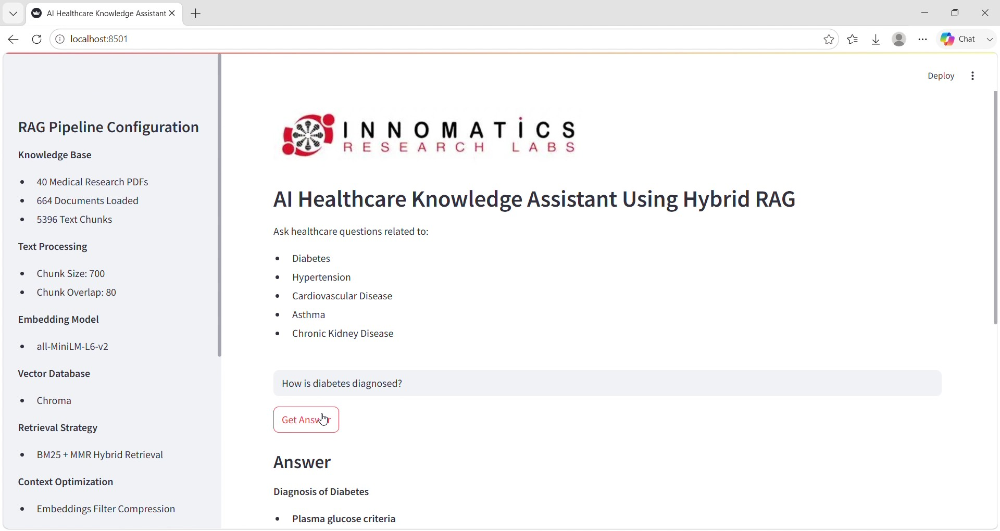 AI Healthcare Knowledge Assistant
localhost:8501
Chat
Deploy
RAG Pipeline Configuration
Knowledge Base
40 Medical Research PDFs
664 Documents Loaded
5396 Text Chunks
Text Processing
Chunk Size: 700
Chunk Overlap: 80
Embedding Model
all-MiniLM-L6-v2
Vector Database
Chroma
Retrieval Strategy
BM25 + MMR Hybrid Retrieval
Context Optimization
Embeddings Filter Compression
INNOMATICS
RESEARCH LABS
AI Healthcare Knowledge Assistant Using Hybrid RAG
Ask healthcare questions related to:
Diabetes
Hypertension
Cardiovascular Disease
Asthma
Chronic Kidney Disease
How is diabetes diagnosed?
Get Answer
Answer
Diagnosis of Diabetes
Plasma glucose criteria